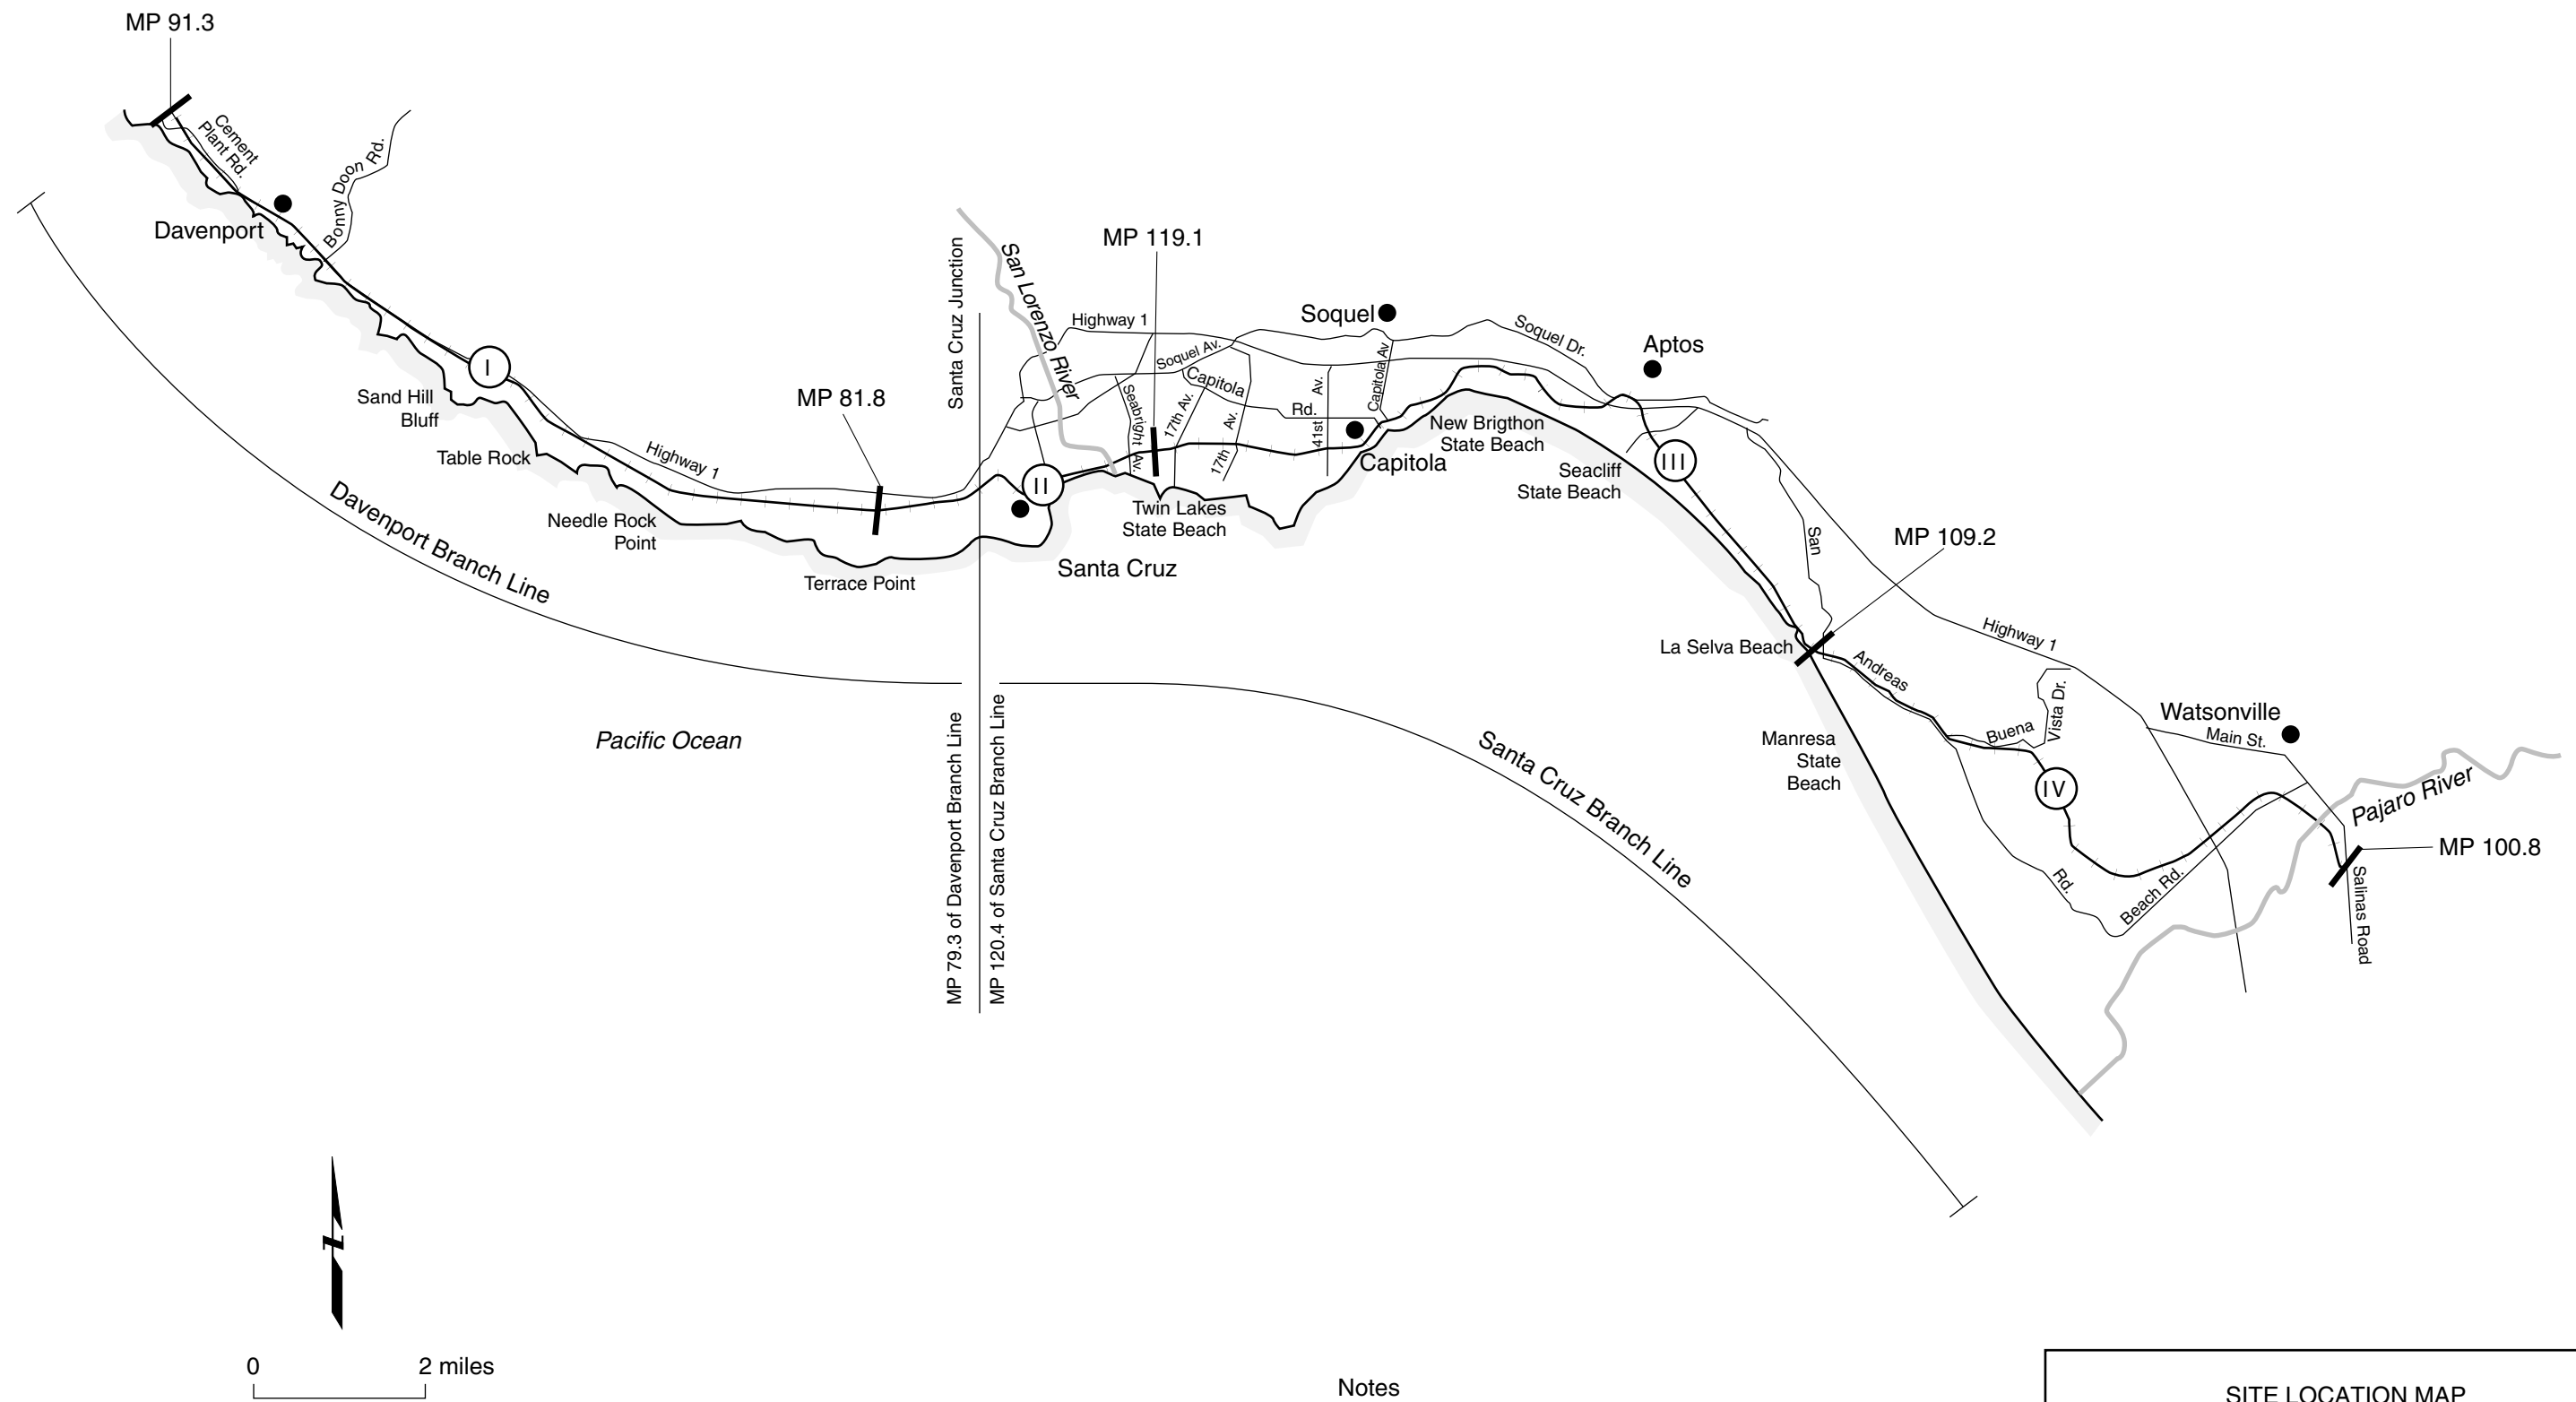 MP 91.3
Cement
Plant Rd.
Bonny Doon Rd.
Davenport
Santa Cruz Junction
San Lorenzo River
MP 119.1
Highway 1
Soquel
Soquel Dr.
Aptos
Soquel Av.
Capitola
Rd.
Capitola Av
Seabright Av.
17th Av.
17th Av.
41st Av.
I
Sand Hill
Bluff
MP 81.8
Table Rock
Highway 1
New Brigthon
State Beach
Capitola
Seacliff
State Beach
III
II
Twin Lakes
State Beach
Needle Rock
Point
Davenport Branch Line
Santa Cruz
Terrace Point
San
MP 109.2
Highway 1
La Selva Beach
Andreas
Buena
Vista Dr.
Watsonville
Main St.
Pacific Ocean
MP 79.3 of Davenport Branch Line
MP 120.4 of Santa Cruz Branch Line
Santa Cruz Branch Line
Manresa
State
Beach
IV
Pajaro River
MP 100.8
Rd.
Beach Rd.
Salinas Road
z
0
2 miles
Notes
SITE LOCATION MAP